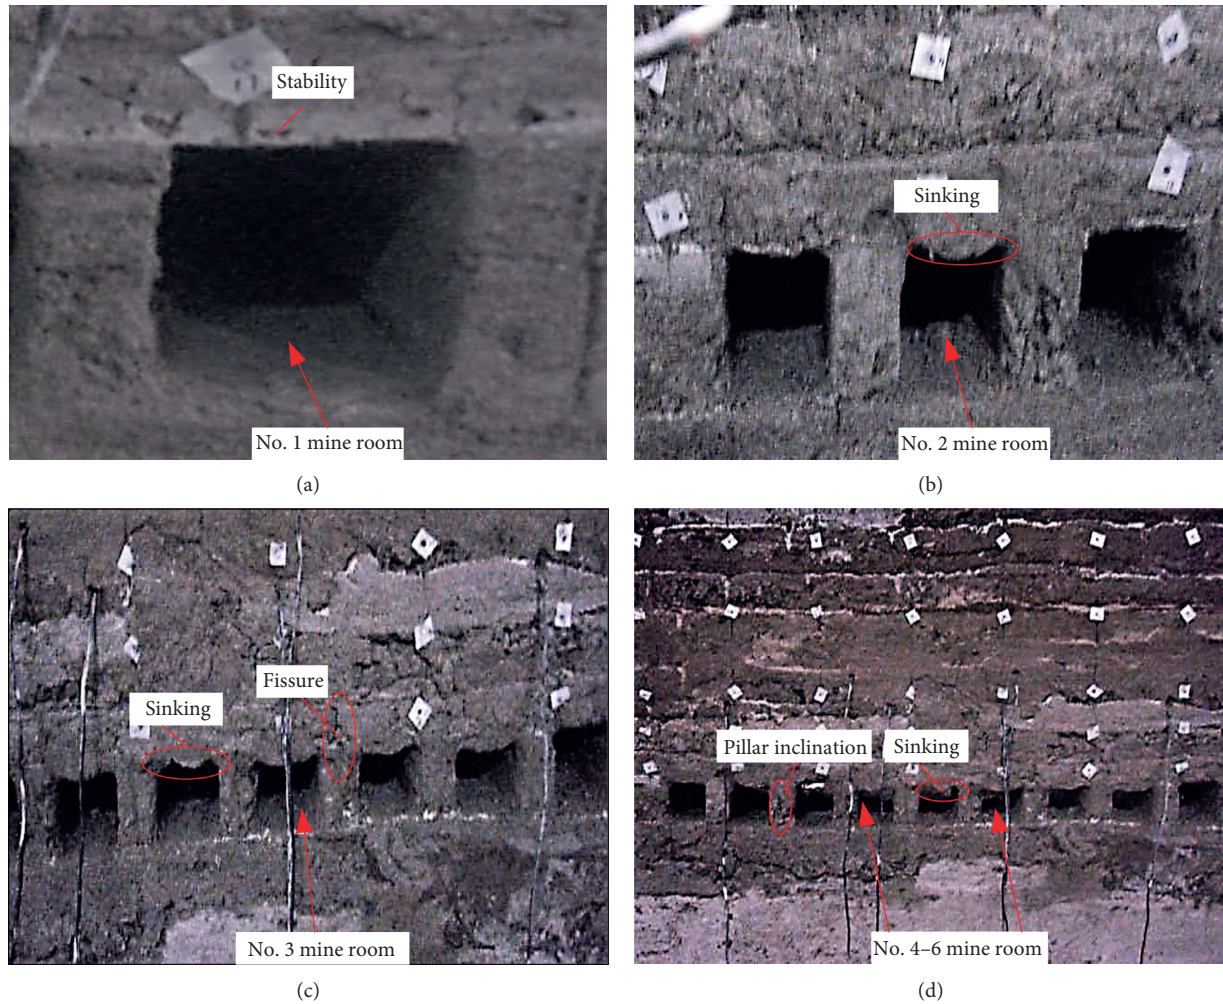 Stability
No. 1 mine room
(a)
Sinking
No. 2 mine room
(b)
Fissure
Sinking
No. 3 mine room
(c)
Pillar inclination
Sinking
No. 4–6 mine room
(d)